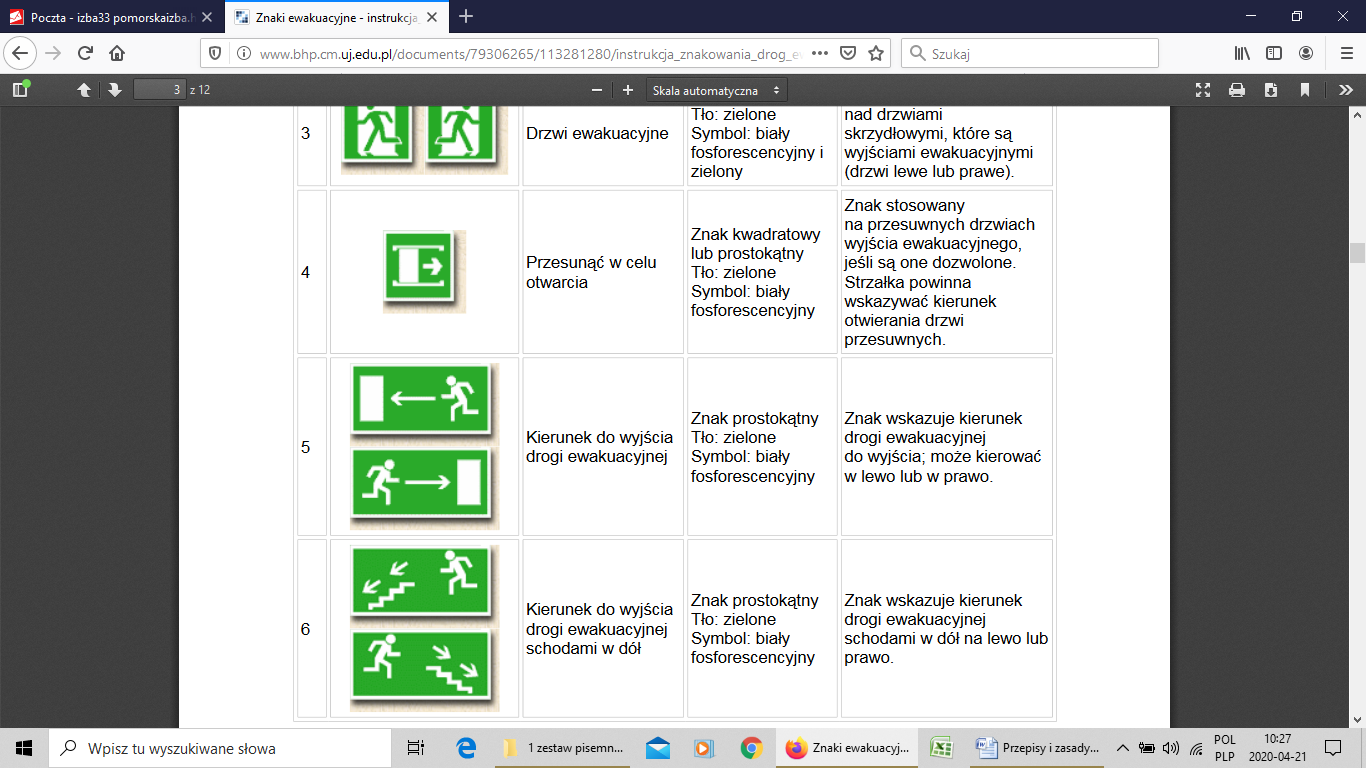 Poczta - izba33 pomorskaizba.h
Znaki ewakuacyjne - instrukcja_
www.bhp.cm.uj.edu.pl/documents/79306265/113281280/instrukcja_znakowania_drog_ew
Szukaj
3 z 12
Skala automatyczna
3
Drzwi ewakuacyjne
Tło: zielone
Symbol: biały
fosforescencyjny i
zielony
nad drzwiami
skrzydłowymi, które są
wyjściami ewakuacyjnymi
(drzwi lewe lub prawe).
4
Przesunąć w celu
otwarcia
Znak kwadratowy
lub prostokątny
Tło: zielone
Symbol: biały
fosforescencyjny
Znak stosowany
na przesuwnych drzwiach
wyjścia ewakuacyjnego,
jeśli są one dozwolone.
Strzałka powinna
wskazywać kierunek
otwierania drzwi
przesuwnych.
5
Kierunek do wyjścia
drogi ewakuacyjnej
Znak prostokątny
Tło: zielone
Symbol: biały
fosforescencyjny
Znak wskazuje kierunek
drogi ewakuacyjnej
do wyjścia; może kierować
w lewo lub w prawo.
6
Kierunek do wyjścia
drogi ewakuacyjnej
schodami w dół
Znak prostokątny
Tło: zielone
Symbol: biały
fosforescencyjny
Znak wskazuje kierunek
drogi ewakuacyjnej
schodami w dół na lewo lub
prawo.
Wpisz tu wyszukiwane słowa
1 zestaw pisemn...
Znaki ewakuacyj...
Przepisy i zasady...
POL
PLP
10:27
2020-04-21